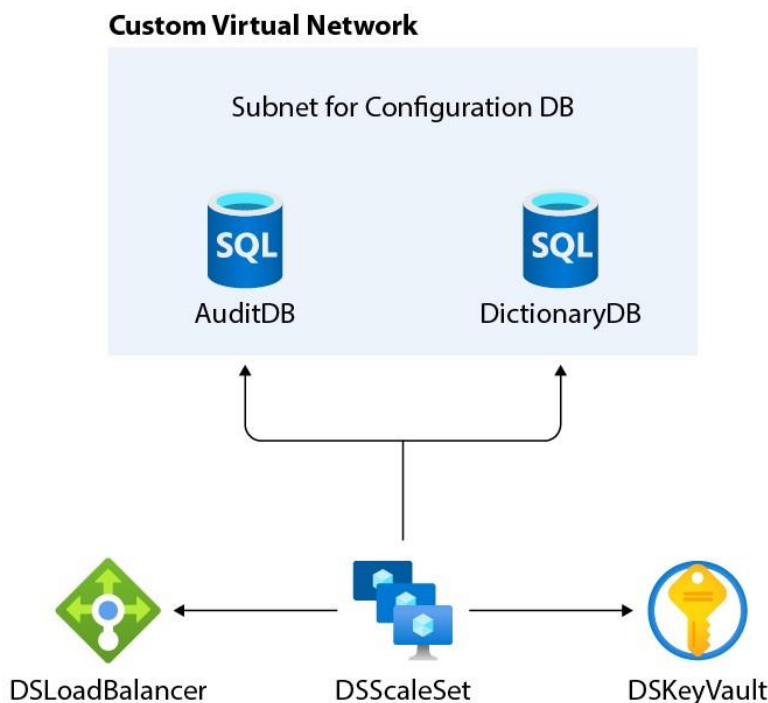 Custom Virtual Network
Subnet for Configuration DB
SQL
SQL
AuditDB
DictionaryDB
DSLoadBalancer
DSScaleSet
DSKeyVault